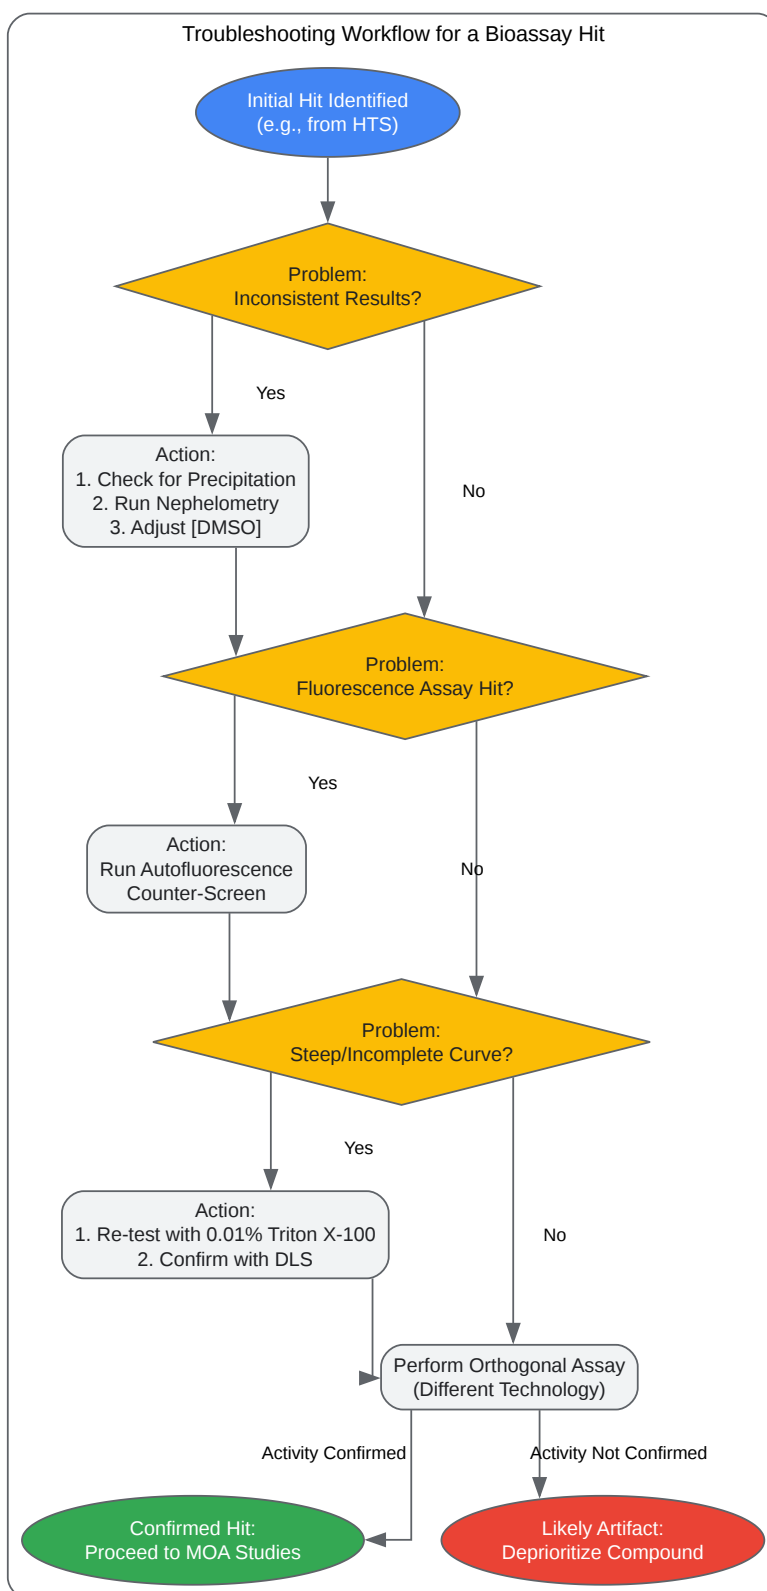 Troubleshooting Workflow for a Bioassay Hit
Initial Hit Identified
(e.g., from HTS)
Problem:
Inconsistent Results?
Yes
Action:
1. Check for Precipitation
2. Run Nephelometry
3. Adjust [DMSO]
No
Problem:
Fluorescence Assay Hit?
Yes
Action:
Run Autofluorescence
Counter-Screen
No
Problem:
Steep/Incomplete Curve?
Yes
Action:
1. Re-test with 0.01% Triton X-100
2. Confirm with DLS
No
Perform Orthogonal Assay
(Different Technology)
Activity Confirmed
Activity Not Confirmed
Confirmed Hit:
Proceed to MOA Studies
Likely Artifact:
Deprioritize Compound